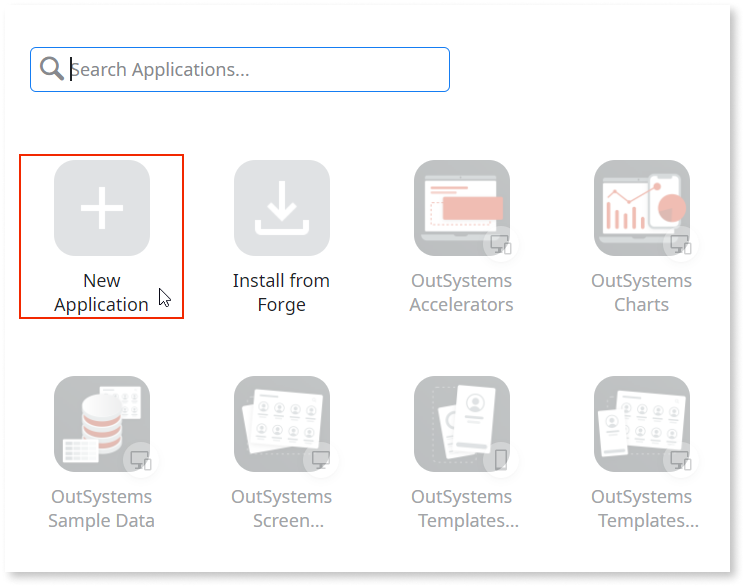 Search Applications...
New
Application
Install from
Forge
OutSystems
Accelerators
OutSystems
Charts
OutSystems
Sample Data
OutSystems
Screen...
OutSystems
Templates...
OutSystems
Templates...